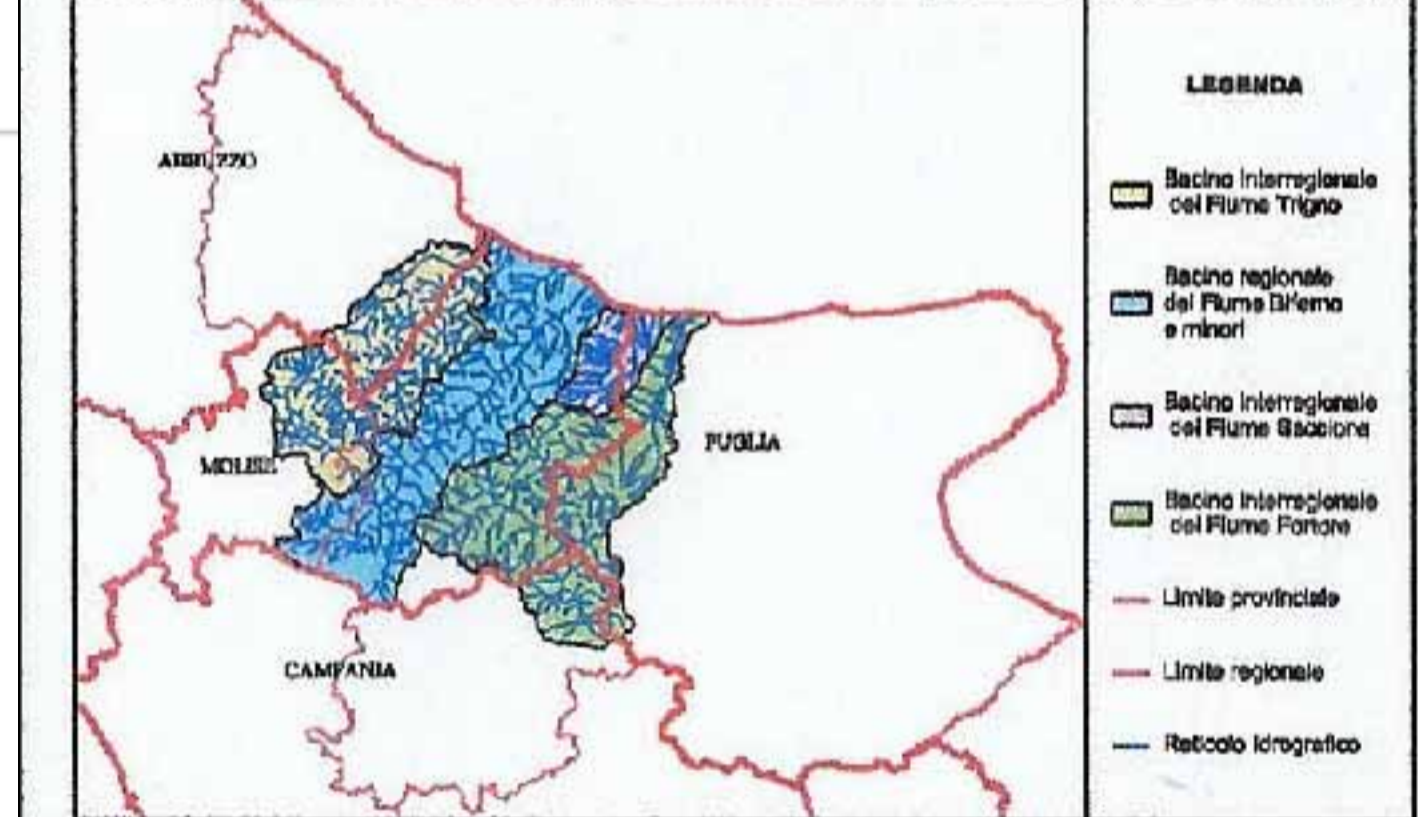 ABRUZZO
MOLISE
PUGLIA
CAMPANIA
LEGENDA
Bacino Interregionale
del Fiume Trigno
Bacino regionale
del Fiume Biferno
e minori
Bacino Interregionale
del Fiume Saccione
Bacino Interregionale
del Fiume Fortore
Limite provinciale
Limite regionale
Reticolo Idrografico